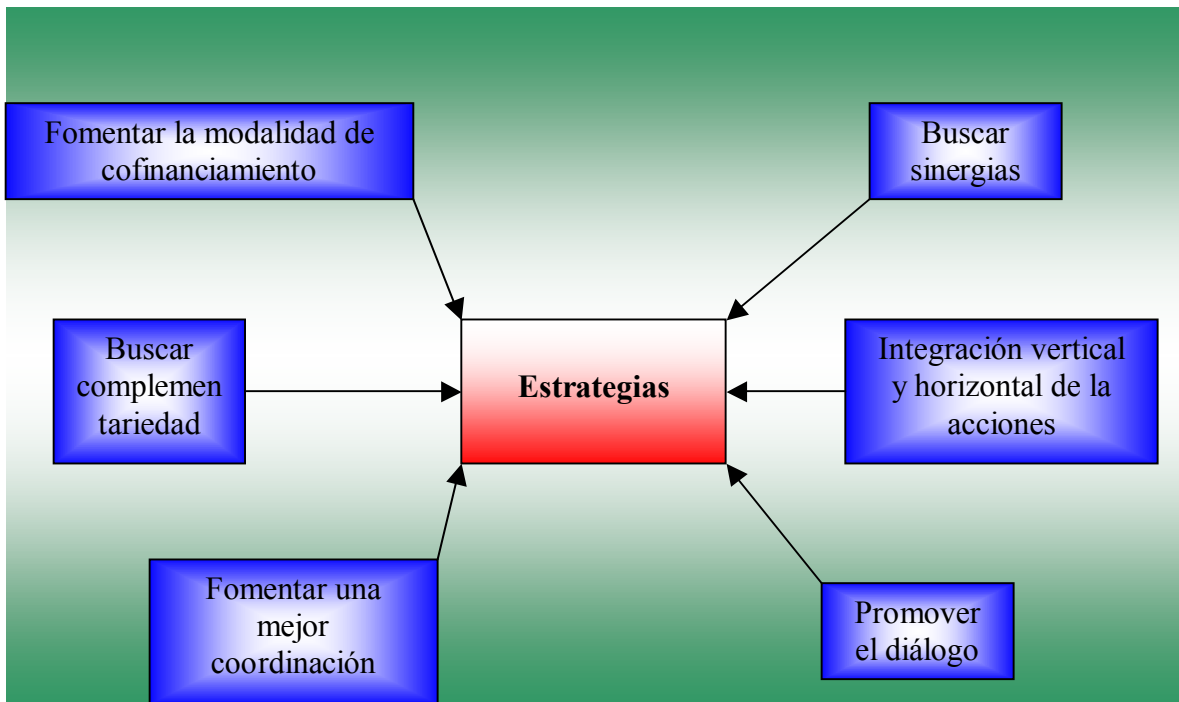 Fomentar la modalidad de
cofinanciamiento
Buscar
sinergias
Buscar
complemen
tariedad
Estrategias
Integración vertical
y horizontal de la
acciones
Fomentar una
mejor
coordinación
Promover
el diálogo